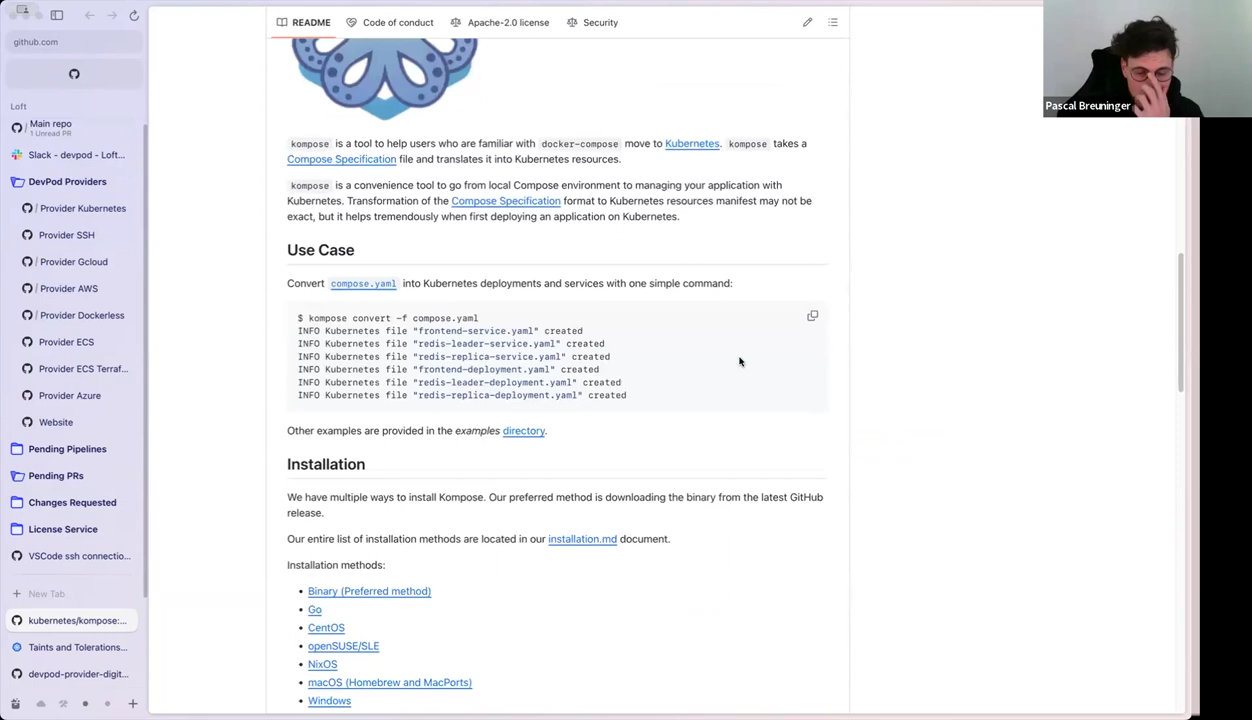 github.com
Loft
Main repo
1 Unread PR
Slack - devpod - Loft...
DevPod Providers
/ Provider Kubernetes
Provider SSH
/ Provider Gcloud
Provider AWS
/ Provider Dockerless
Provider ECS
Provider ECS Terraf...
Provider Azure
Website
Pending Pipelines
Pending PRs
Changes Requested
License Service
VSCode ssh connectio...
New Tab
kubernetes/kompose:...
Taints and Tolerations...
devpod-provider-digit...
README
Code of conduct
Apache-2.0 license
Security
kompose is a tool to help users who are familiar with docker-compose move to Kubernetes. kompose takes a
Compose Specification file and translates it into Kubernetes resources.
kompose is a convenience tool to go from local Compose environment to managing your application with
Kubernetes. Transformation of the Compose Specification format to Kubernetes resources manifest may not be
exact, but it helps tremendously when first deploying an application on Kubernetes.
Use Case
Convert compose.yaml into Kubernetes deployments and services with one simple command:
$ kompose convert -f compose.yaml
INFO Kubernetes file "frontend-service.yaml" created
INFO Kubernetes file "redis-leader-service.yaml" created
INFO Kubernetes file "redis-replica-service.yaml" created
INFO Kubernetes file "frontend-deployment.yaml" created
INFO Kubernetes file "redis-leader-deployment.yaml" created
INFO Kubernetes file "redis-replica-deployment.yaml" created
Other examples are provided in the examples directory.
Installation
We have multiple ways to install Kompose. Our preferred method is downloading the binary from the latest GitHub
release.
Our entire list of installation methods are located in our installation.md document.
Installation methods:
• Binary (Preferred method)
• Go
• CentOS
• openSUSE/SLE
• NixOS
• macOS (Homebrew and MacPorts)
• Windows
Pascal Breuninger